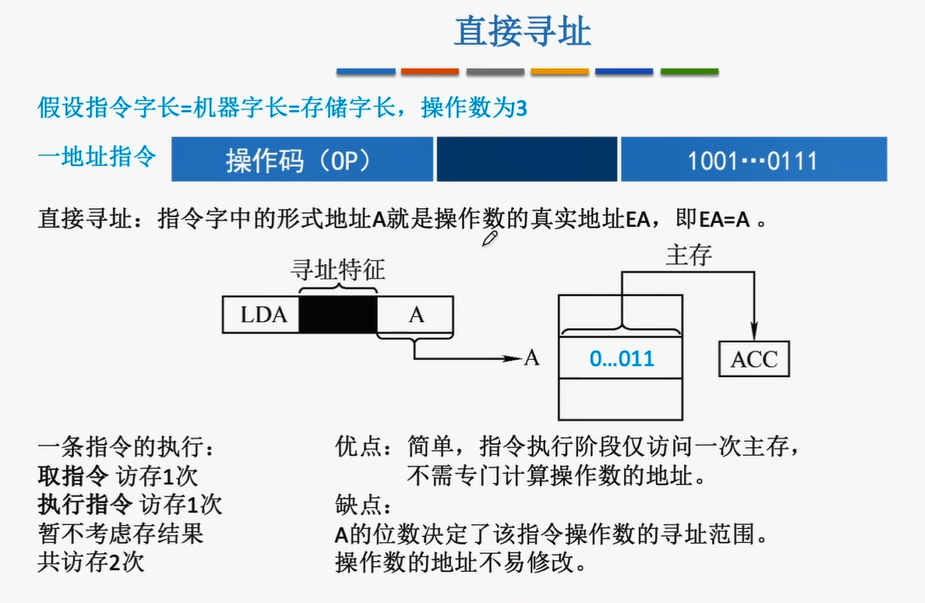 直接寻址
假设指令字长=机器字长=存储字长，操作数为3
一地址指令 操作码（OP） 1001…0111
直接寻址：指令字中的形式地址A就是操作数的真实地址EA，即EA=A 。
主存
寻址特征
LDA A
A 0…011 ACC
一条指令的执行：
取指令 访存1次
执行指令 访存1次
暂不考虑存结果
共访存2次
优点：简单，指令执行阶段仅访问一次主存，
不需专门计算操作数的地址。
缺点：
A的位数决定了该指令操作数的寻址范围。
操作数的地址不易修改。